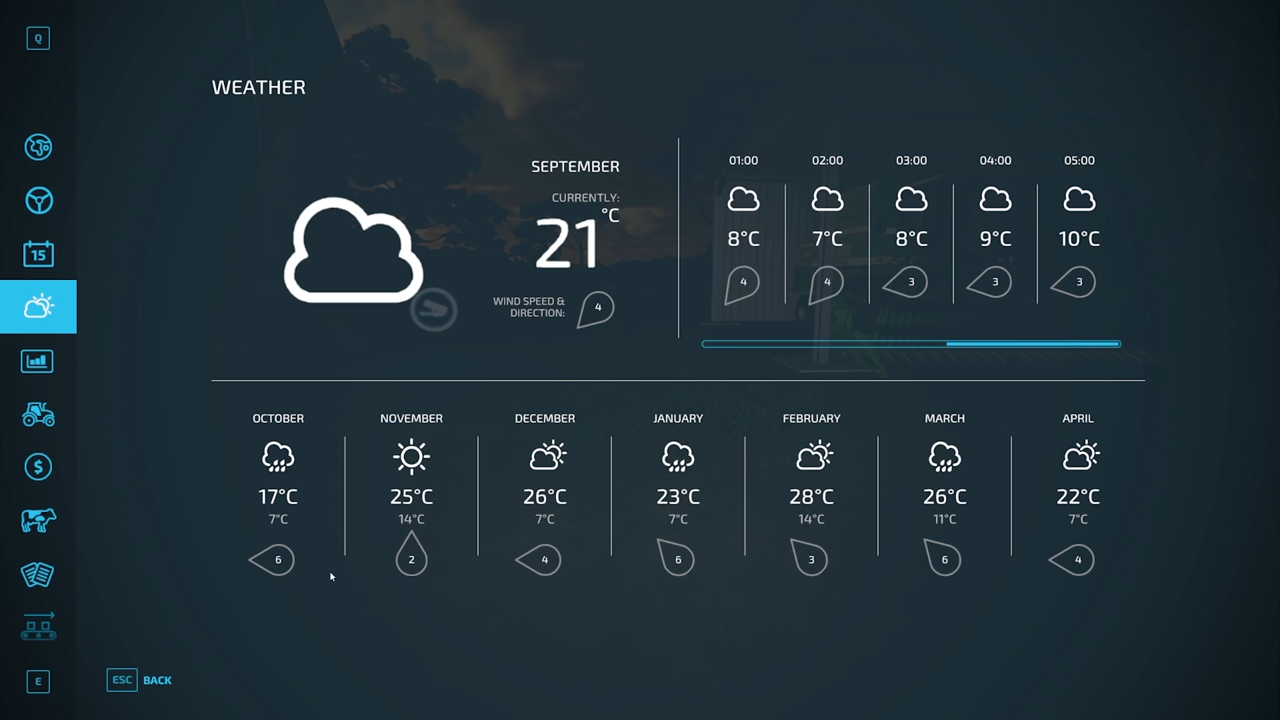 Q
WEATHER
15
SEPTEMBER
CURRENTLY:
21°C
WIND SPEED &
DIRECTION:
4
01:00 02:00 03:00 04:00 05:00
8°C 7°C 8°C 9°C 10°C
4 4 3 3 3
OCTOBER NOVEMBER DECEMBER JANUARY FEBRUARY MARCH APRIL
17°C 25°C 26°C 23°C 28°C 26°C 22°C
7°C 14°C 7°C 7°C 14°C 11°C 7°C
6 2 4 6 3 6 4
$
E
ESC BACK